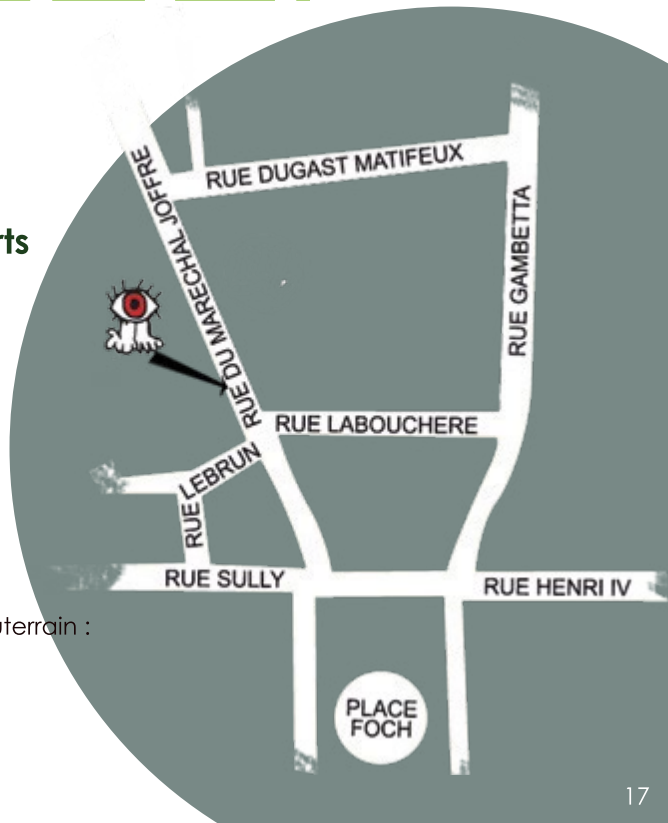 RUE DUGAST MATIFEUX
RUE DU MARECHAL JOFFRE
rts
RUE GAMBETTA
RUE LABOUCHERE
RUE LEBRUN
RUE SULLY
RUE HENRI IV
uterrain :
PLACE
FOCH
17